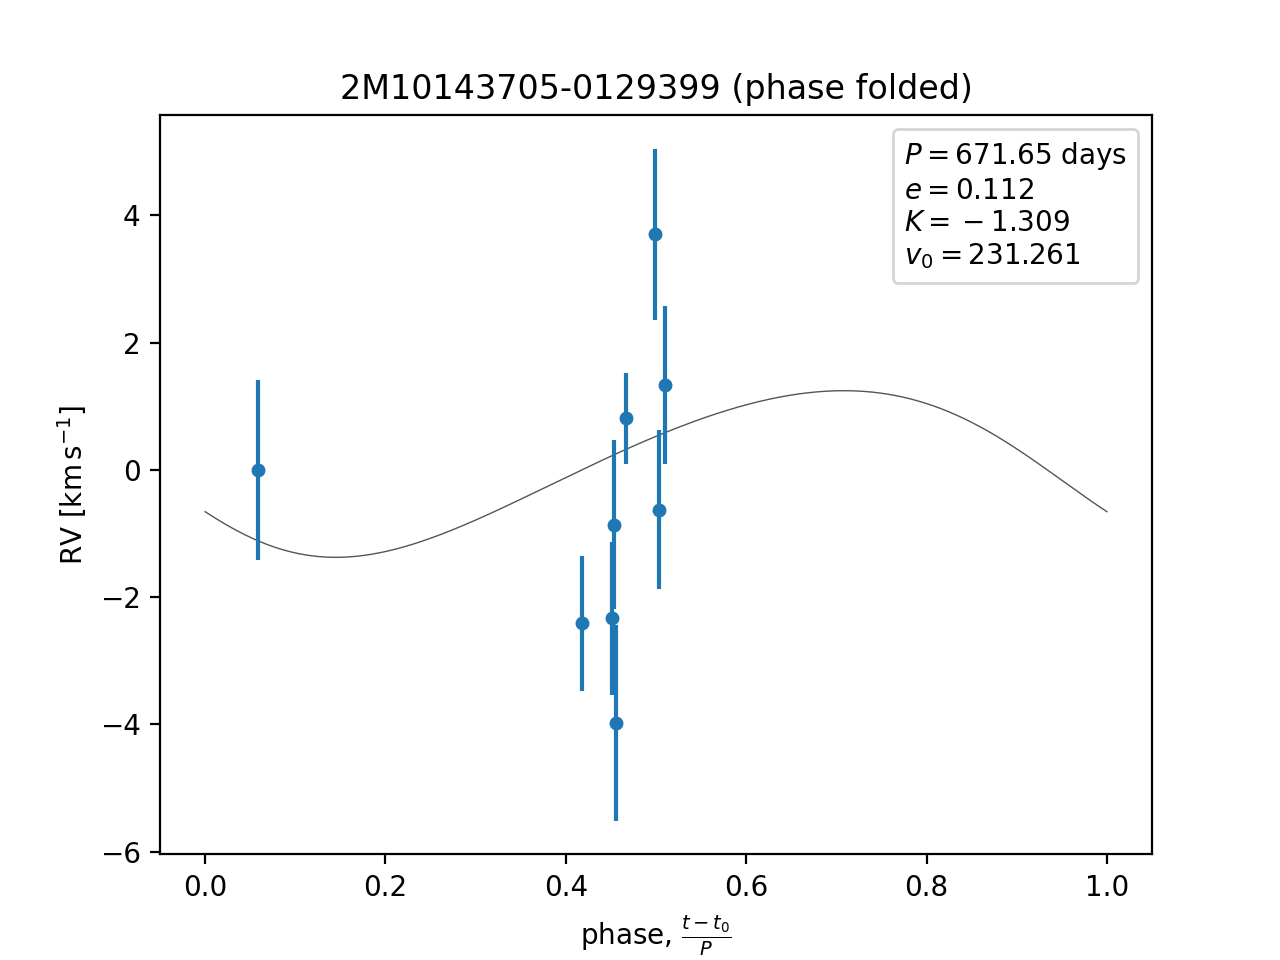 2M10143705-0129399 (phase folded)
P = 671.65 days
e = 0.112
K = −1.309
v₀ = 231.261
4
2
0
−2
−4
−6
RV [km s⁻¹]
0.0 0.2 0.4 0.6 0.8 1.0
phase, (t − t₀)/P